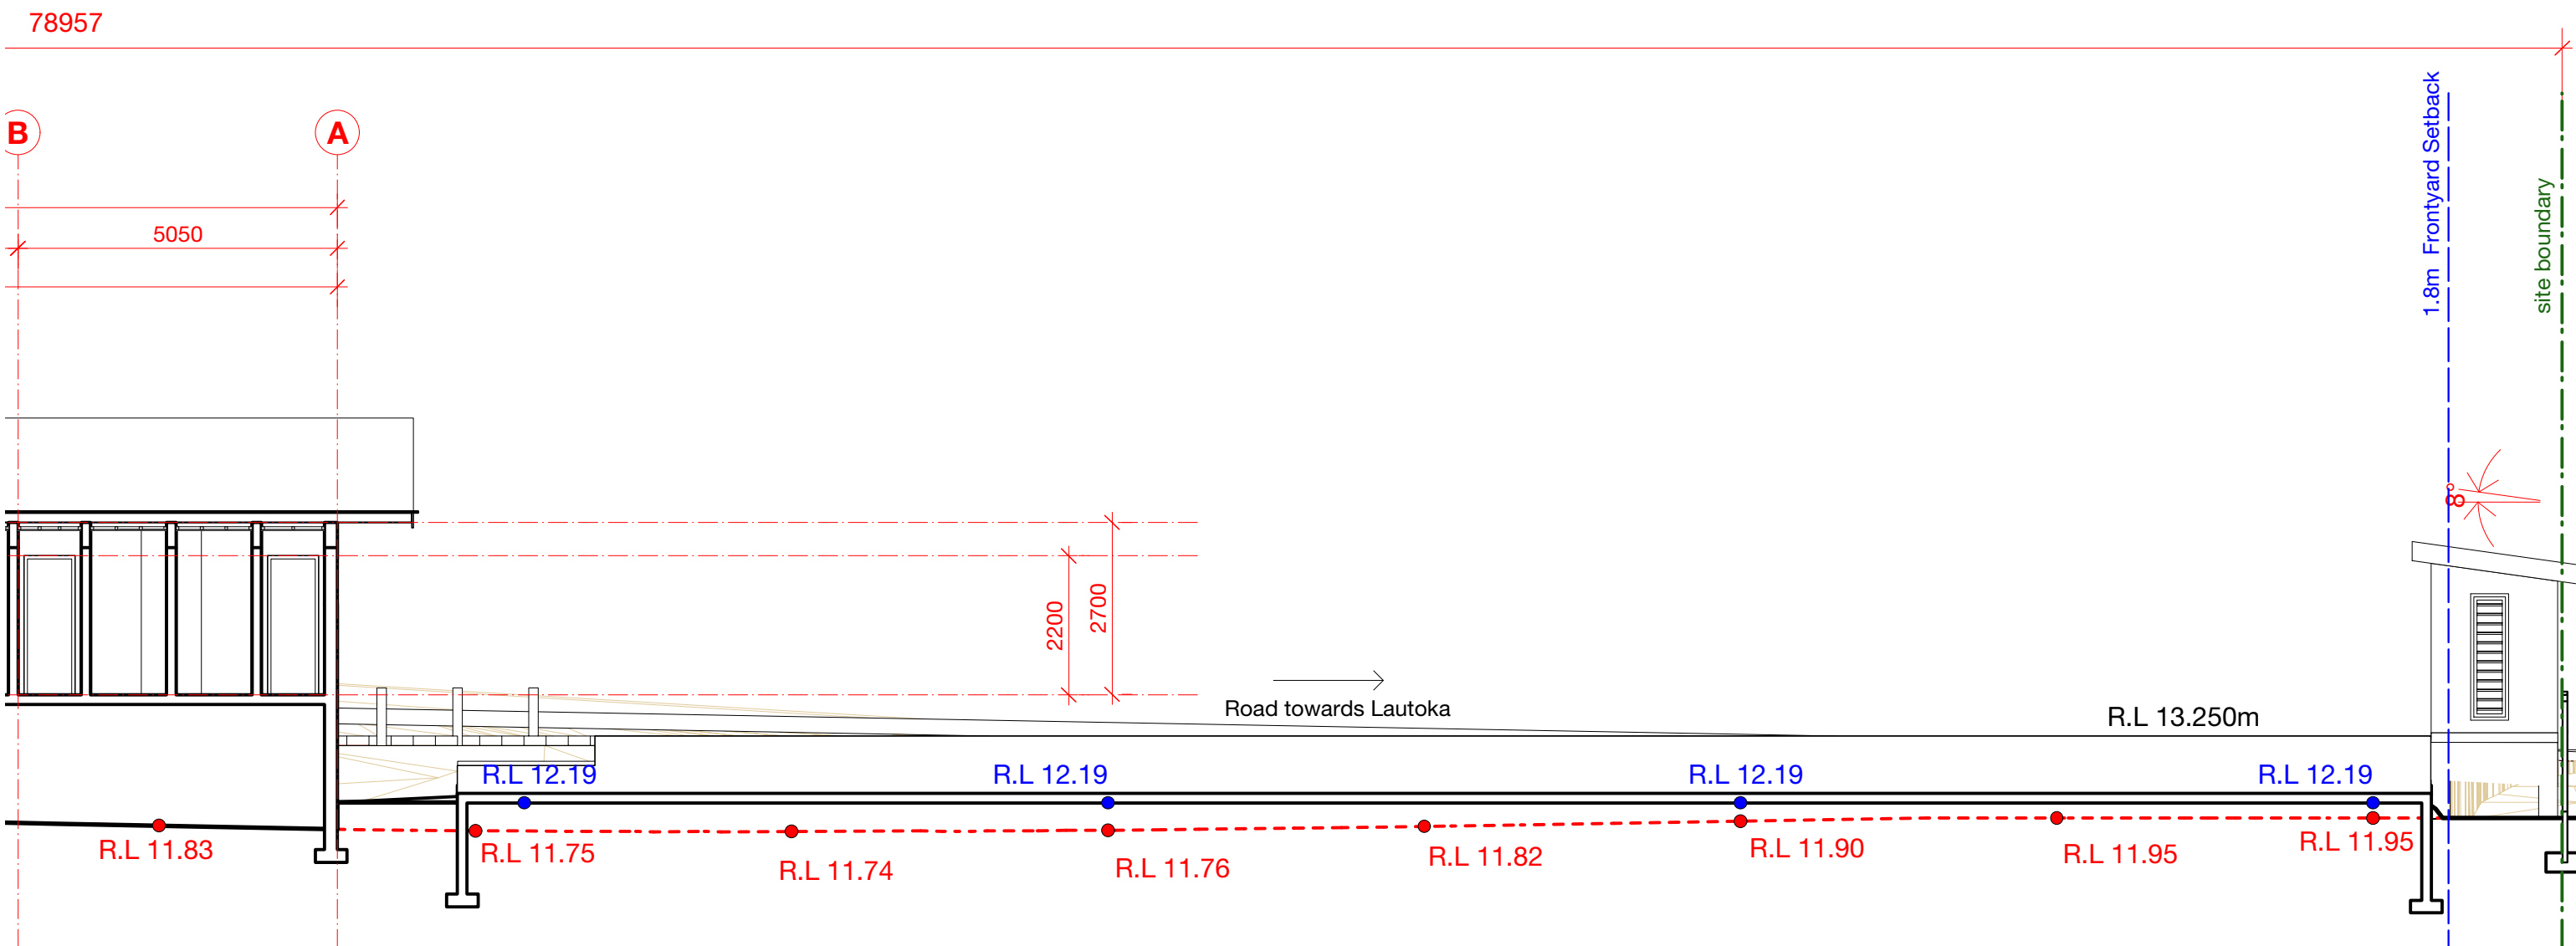 78957
B
A
1.8m Frontyard Setback
site boundary
5050
8°
2200
2700
Road towards Lautoka
R.L 13.250m
R.L 12.19
R.L 12.19
R.L 12.19
R.L 12.19
R.L 11.83
R.L 11.75
R.L 11.74
R.L 11.76
R.L 11.82
R.L 11.90
R.L 11.95
R.L 11.95